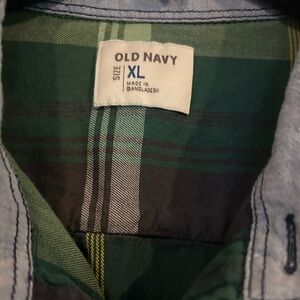 OLD NAVY
SIZE XL
MADE IN
BANGLADESH